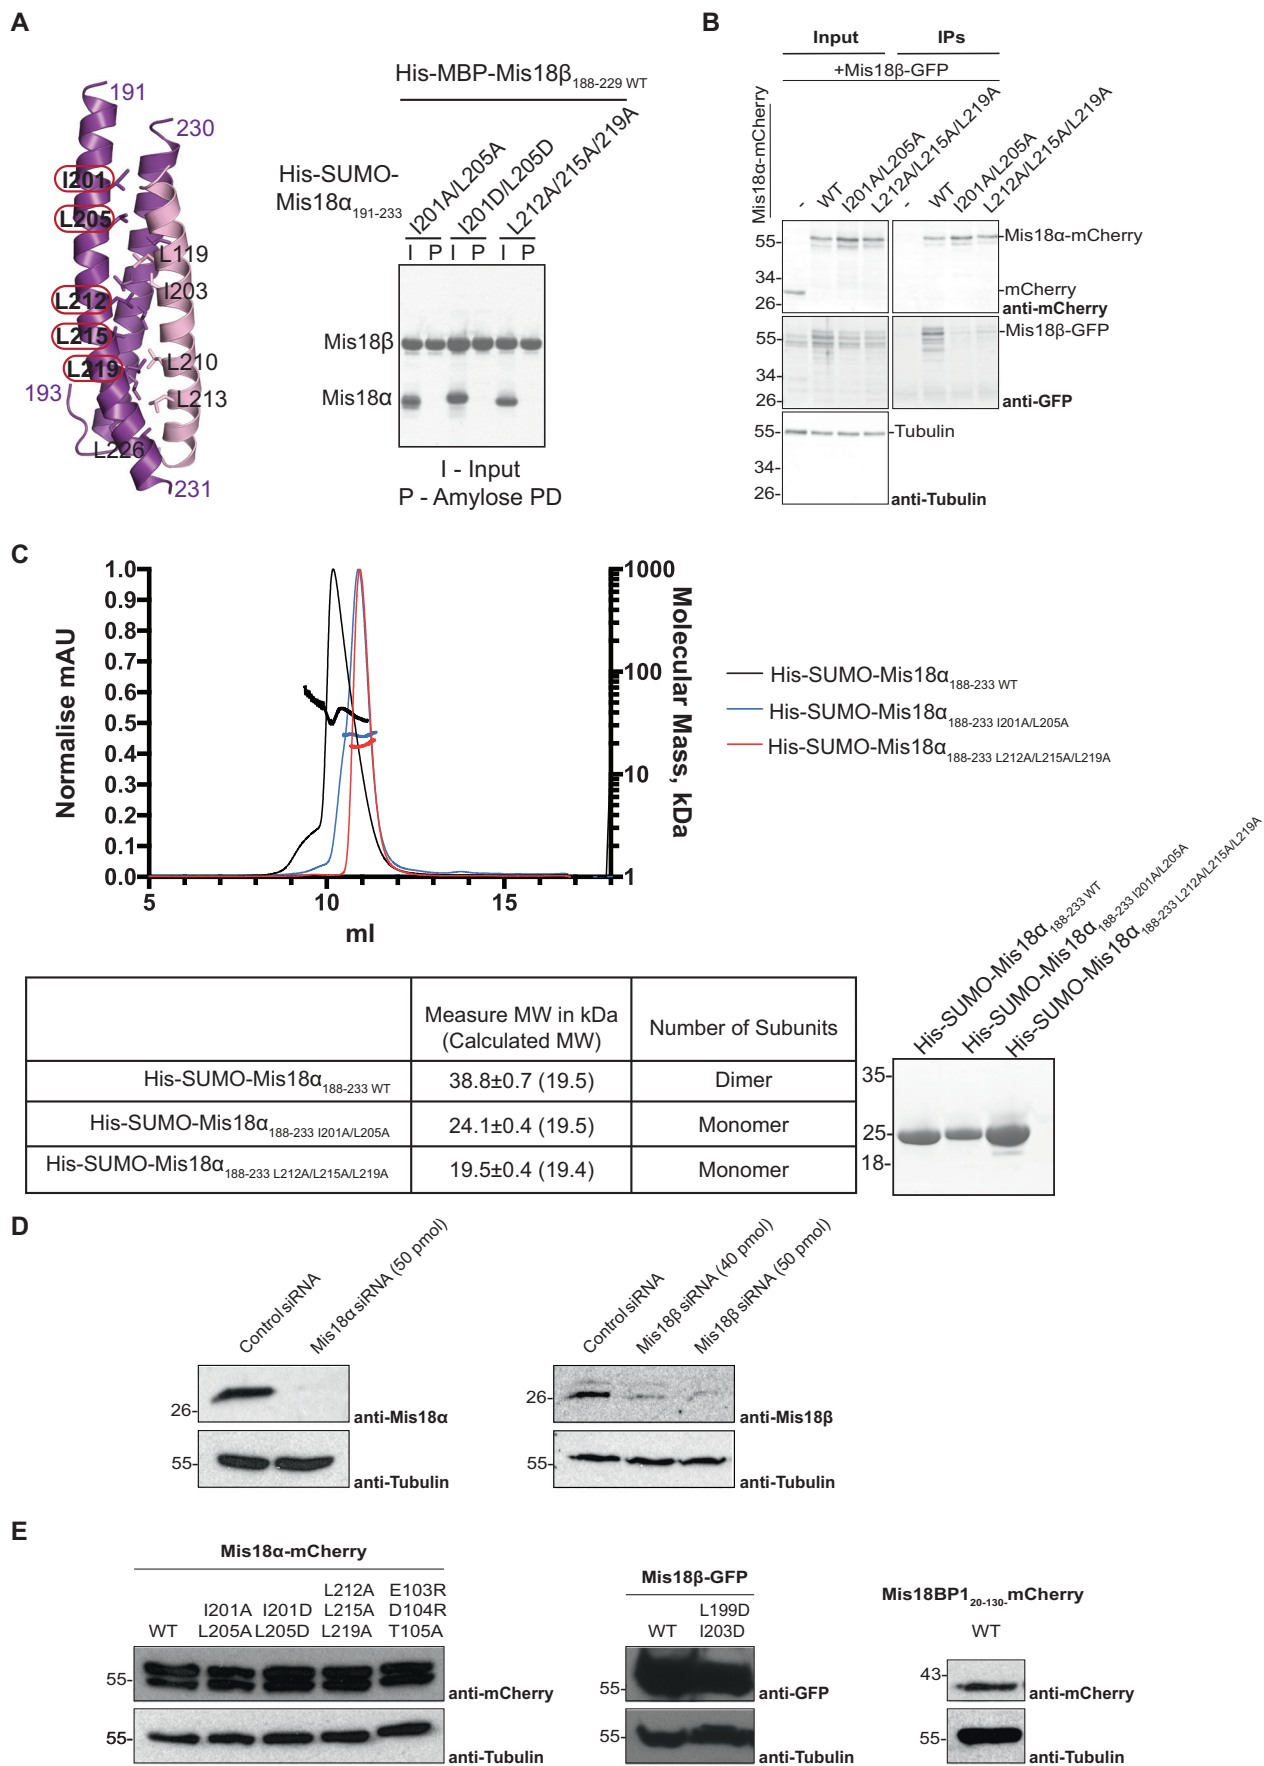 A
191
230
I201
L205
L119
I203
L212
L215
L210
L219
193
L213
L226
231
His-MBP-Mis18β188-229 WT
His-SUMO-
Mis18α191-233
I201A/L205A
I201D/L205D
L212A/215A/219A
I P I P I P
Mis18β
Mis18α
I - Input
P - Amylose PD
B
Input IPs
+Mis18β-GFP
Mis18α-mCherry
- WT I201A/L205A L212A/L215A/L219A
- WT I201A/L205A L212A/L215A/L219A
55- -Mis18α-mCherry
34-
-mCherry
26- anti-mCherry
55- -Mis18β-GFP
34-
26- anti-GFP
55- -Tubulin
34-
26- anti-Tubulin
C
Normalise mAU
1.0
0.9
0.8
0.7
0.6
0.5
0.4
0.3
0.2
0.1
0.0
5 10 15
ml
1000
100
10
1
Molecular Mass, kDa
His-SUMO-Mis18α188-233 WT
His-SUMO-Mis18α188-233 I201A/L205A
His-SUMO-Mis18α188-233 L212A/L215A/L219A
Measure MW in kDa (Calculated MW) Number of Subunits
His-SUMO-Mis18α188-233 WT 38.8±0.7 (19.5) Dimer
His-SUMO-Mis18α188-233 I201A/L205A 24.1±0.4 (19.5) Monomer
His-SUMO-Mis18α188-233 L212A/L215A/L219A 19.5±0.4 (19.4) Monomer
His-SUMO-Mis18α188-233 WT
His-SUMO-Mis18α188-233 I201A/L205A
His-SUMO-Mis18α188-233 L212A/L215A/L219A
35-
25-
18-
D
Control siRNA
Mis18α siRNA (50 pmol)
26- anti-Mis18α
55- anti-Tubulin
Control siRNA
Mis18β siRNA (40 pmol)
Mis18β siRNA (50 pmol)
26- anti-Mis18β
55- anti-Tubulin
E
Mis18α-mCherry
L212A E103R
I201A I201D L215A D104R
WT L205A L205D L219A T105A
55- anti-mCherry
55- anti-Tubulin
Mis18β-GFP
L199D
WT I203D
55- anti-GFP
55- anti-Tubulin
Mis18BP120-130-mCherry
WT
43- anti-mCherry
55- anti-Tubulin